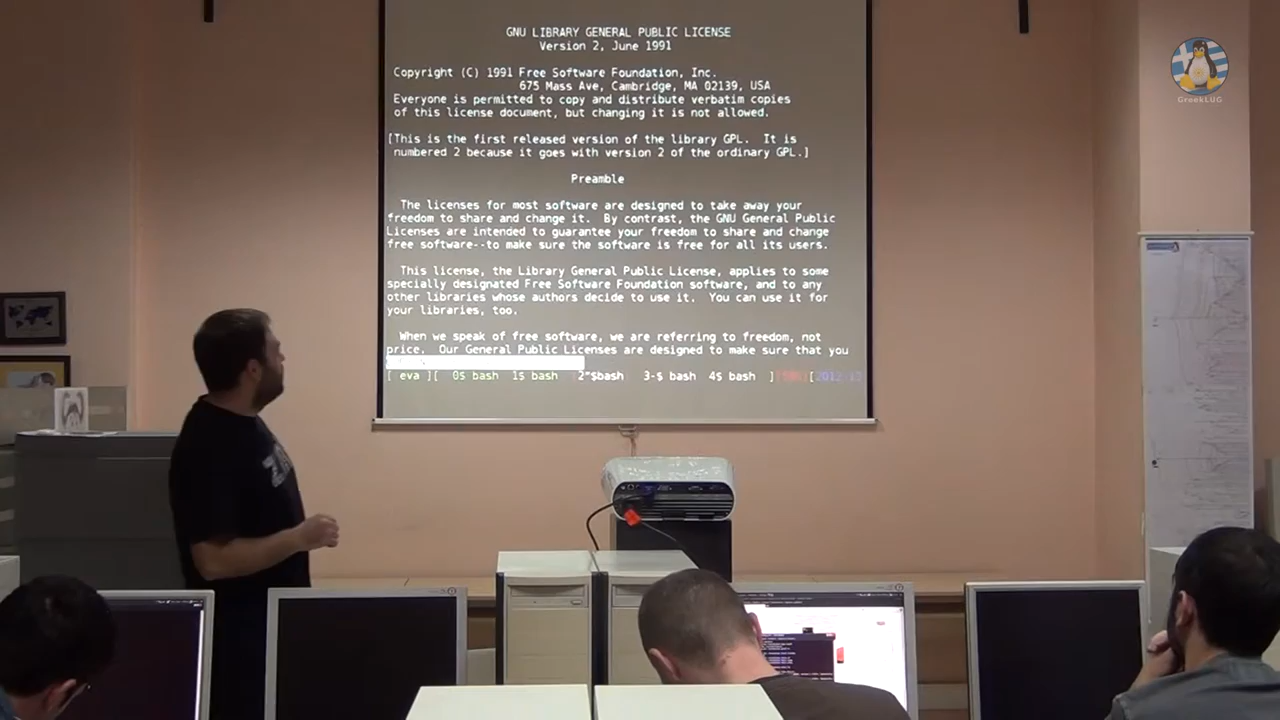 GNU LIBRARY GENERAL PUBLIC LICENSE
Version 2, June 1991
Copyright (C) 1991 Free Software Foundation, Inc.
675 Mass Ave, Cambridge, MA 02139, USA
Everyone is permitted to copy and distribute verbatim copies
of this license document, but changing it is not allowed.
[This is the first released version of the library GPL. It is
numbered 2 because it goes with version 2 of the ordinary GPL.]
Preamble
The licenses for most software are designed to take away your
freedom to share and change it. By contrast, the GNU General Public
Licenses are intended to guarantee your freedom to share and change
free software--to make sure the software is free for all its users.
This license, the Library General Public License, applies to some
specially designated Free Software Foundation software, and to any
other libraries whose authors decide to use it. You can use it for
your libraries, too.
When we speak of free software, we are referring to freedom, not
price. Our General Public Licenses are designed to make sure that you
[ eva ][ 0$ bash 1$ bash 2*$bash 3-$ bash 4$ bash ][2012-12
GreekLUG